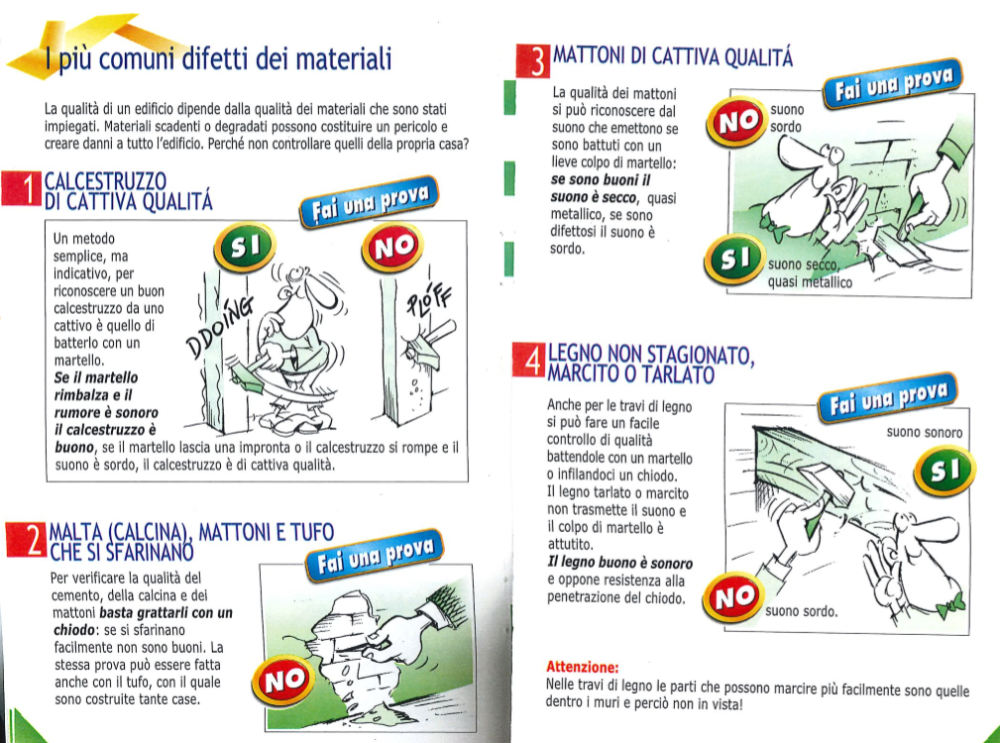 I più comuni difetti dei materiali
La qualità di un edificio dipende dalla qualità dei materiali che sono stati
impiegati. Materiali scadenti o degradati possono costituire un pericolo e
creare danni a tutto l'edificio. Perché non controllare quelli della propria casa?
1 CALCESTRUZZO
DI CATTIVA QUALITÁ
Fai una prova
Un metodo
semplice, ma
indicativo, per
riconoscere un buon
calcestruzzo da uno
cattivo è quello di
batterlo con un
martello.
Se il martello
rimbalza e il
rumore è sonoro
il calcestruzzo è
buono, se il martello lascia una impronta o il calcestruzzo si rompe e il
suono è sordo, il calcestruzzo è di cattiva qualità.
SI
NO
DDOING
PLÓFF
2 MALTA (CALCINA), MATTONI E TUFO
CHE SI SFARINANO
Fai una prova
Per verificare la qualità del
cemento, della calcina e dei
mattoni basta grattarli con un
chiodo: se si sfarinano
facilmente non sono buoni. La
stessa prova può essere fatta
anche con il tufo, con il quale
sono costruite tante case.
NO
3 MATTONI DI CATTIVA QUALITÁ
Fai una prova
La qualità dei mattoni
si può riconoscere dal
suono che emettono se
sono battuti con un
lieve colpo di martello:
se sono buoni il
suono è secco, quasi
metallico, se sono
difettosi il suono è
sordo.
NO
suono
sordo
SI
suono secco,
quasi metallico
4 LEGNO NON STAGIONATO,
MARCITO O TARLATO
Fai una prova
Anche per le travi di legno
si può fare un facile
controllo di qualità
battendole con un martello
o infilandoci un chiodo.
Il legno tarlato o marcito
non trasmette il suono e
il colpo di martello è
attutito.
Il legno buono è sonoro
e oppone resistenza alla
penetrazione del chiodo.
suono sonoro
SI
NO
suono sordo.
Attenzione:
Nelle travi di legno le parti che possono marcire più facilmente sono quelle
dentro i muri e perciò non in vista!